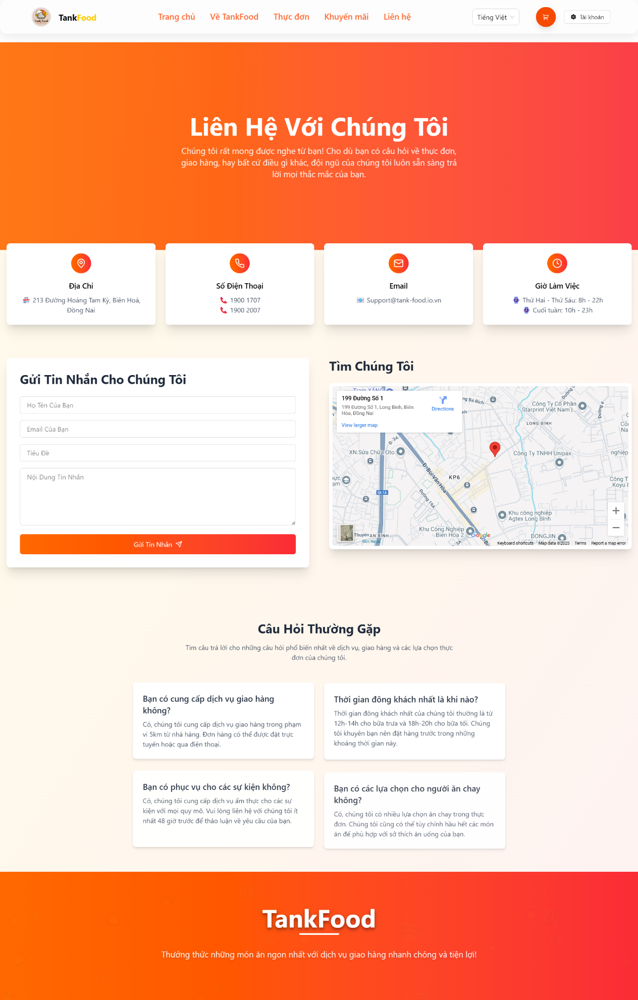 TankFood
Trang chủ
Về TankFood
Thực đơn
Khuyến mãi
Liên hệ
Tiếng Việt
Tài khoản
Liên Hệ Với Chúng Tôi
Chúng tôi rất mong được nghe từ bạn! Cho dù bạn có câu hỏi về thực đơn,
giao hàng, hay bất cứ điều gì khác, đội ngũ của chúng tôi luôn sẵn sàng trả
lời mọi thắc mắc của bạn.
Địa Chỉ
213 Đường Hoàng Tam Kỳ, Biên Hoà,
Đồng Nai
Số Điện Thoại
1900 1707
1900 2007
Email
Support@tank-food.io.vn
Giờ Làm Việc
Thứ Hai - Thứ Sáu: 8h - 22h
Cuối tuần: 10h - 23h
Gửi Tin Nhắn Cho Chúng Tôi
Họ Tên Của Bạn
Email Của Bạn
Tiêu Đề
Nội Dung Tin Nhắn
Gửi Tin Nhắn
Tìm Chúng Tôi
Trạm XĂNG
199 Đường Số 1
199 Đường Số 1, Long Bình, Biên
Hòa, Đồng Nai
Directions
View larger map
ng Bá Bích
Đường
Công Ty Cổ Phần
Starprint Việt Nam |...
Đường 4
LONG BÌNH
Đ. 2A
XN.Sửa Chữa Oto
Công Ty TNHH Unipax
nghiệp
Đ. Bùi Văn Hòa
KP6
QL1A
Đường 19A
Công T
Koyu &
Khu công nghiệp
Agtex Long Bình
Khu Công Nghiệp
Biên Hòa 2
Thuyên
AN BÌNH
Bồn Nước
Google
DONGJIN
Keyboard shortcuts
Map data ©2025
Terms
Report a map error
Câu Hỏi Thường Gặp
Tìm câu trả lời cho những câu hỏi phổ biến nhất về dịch vụ, giao hàng và các lựa chọn thực
đơn của chúng tôi.
Bạn có cung cấp dịch vụ giao hàng
không?
Có, chúng tôi cung cấp dịch vụ giao hàng trong phạm
vi 5km từ nhà hàng. Đơn hàng có thể được đặt trực
tuyến hoặc qua điện thoại.
Thời gian đông khách nhất là khi nào?
Thời gian đông khách nhất của chúng tôi thường là từ
12h-14h cho bữa trưa và 18h-20h cho bữa tối. Chúng
tôi khuyên bạn nên đặt hàng trước trong những
khoảng thời gian này.
Bạn có phục vụ cho các sự kiện không?
Có, chúng tôi cung cấp dịch vụ ẩm thực cho các sự
kiện với mọi quy mô. Vui lòng liên hệ với chúng tôi ít
nhất 48 giờ trước để thảo luận về yêu cầu của bạn.
Bạn có các lựa chọn cho người ăn chay
không?
Có, chúng tôi có nhiều lựa chọn ăn chay trong thực
đơn. Chúng tôi cũng có thể tùy chỉnh hầu hết các món
ăn để phù hợp với sở thích ăn uống của bạn.
TankFood
Thưởng thức những món ăn ngon nhất với dịch vụ giao hàng nhanh chóng và tiện lợi!